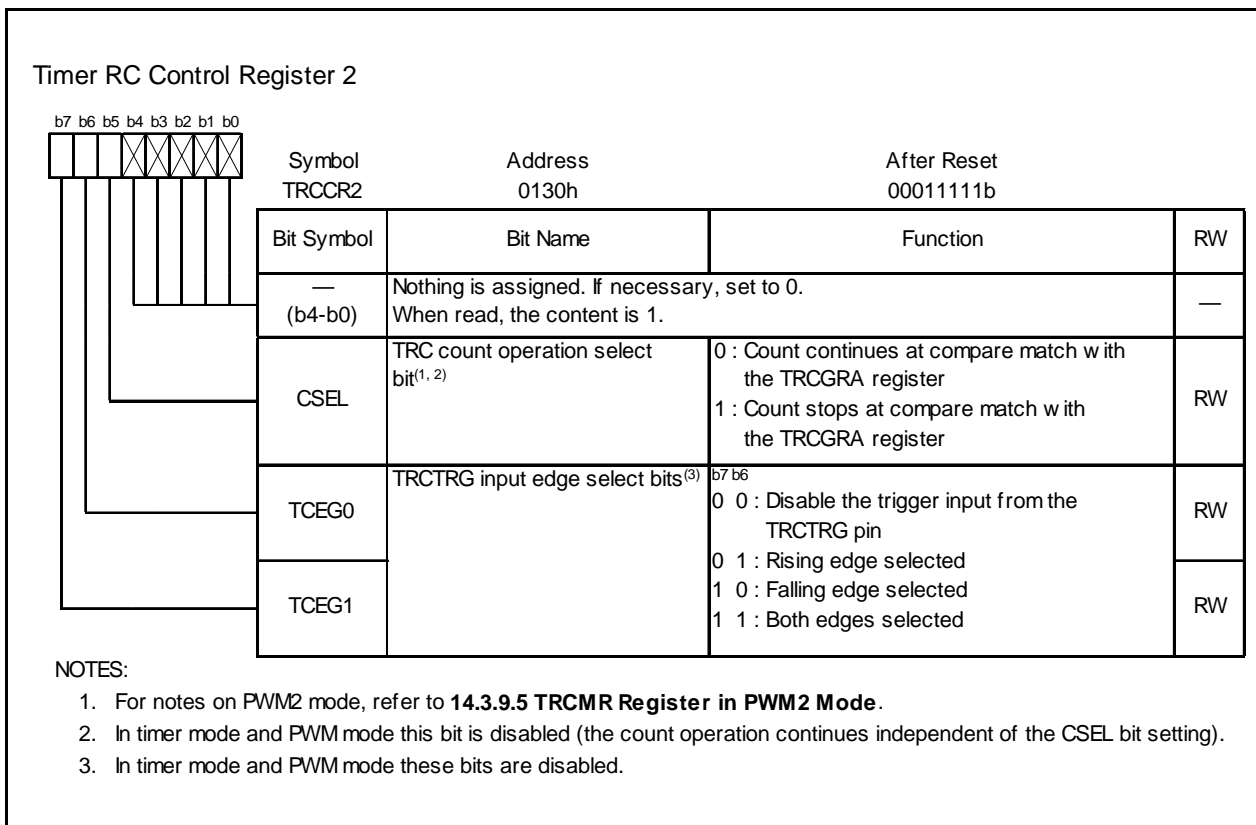 Timer RC Control Register 2
b7 b6 b5 b4 b3 b2 b1 b0
Symbol Address After Reset
TRCCR2 0130h 00011111b
Bit Symbol Bit Name Function RW
—
(b4-b0)
Nothing is assigned. If necessary, set to 0.
When read, the content is 1.
—
CSEL
TRC count operation select
bit(1, 2)
0 : Count continues at compare match with
the TRCGRA register
1 : Count stops at compare match with
the TRCGRA register
RW
TCEG0
TRCTRG input edge select bits(3)
b7 b6
0 0 : Disable the trigger input from the
TRCTRG pin
0 1 : Rising edge selected
1 0 : Falling edge selected
1 1 : Both edges selected
RW
TCEG1
RW
NOTES:
1. For notes on PWM2 mode, refer to 14.3.9.5 TRCMR Register in PWM2 Mode.
2. In timer mode and PWM mode this bit is disabled (the count operation continues independent of the CSEL bit setting).
3. In timer mode and PWM mode these bits are disabled.